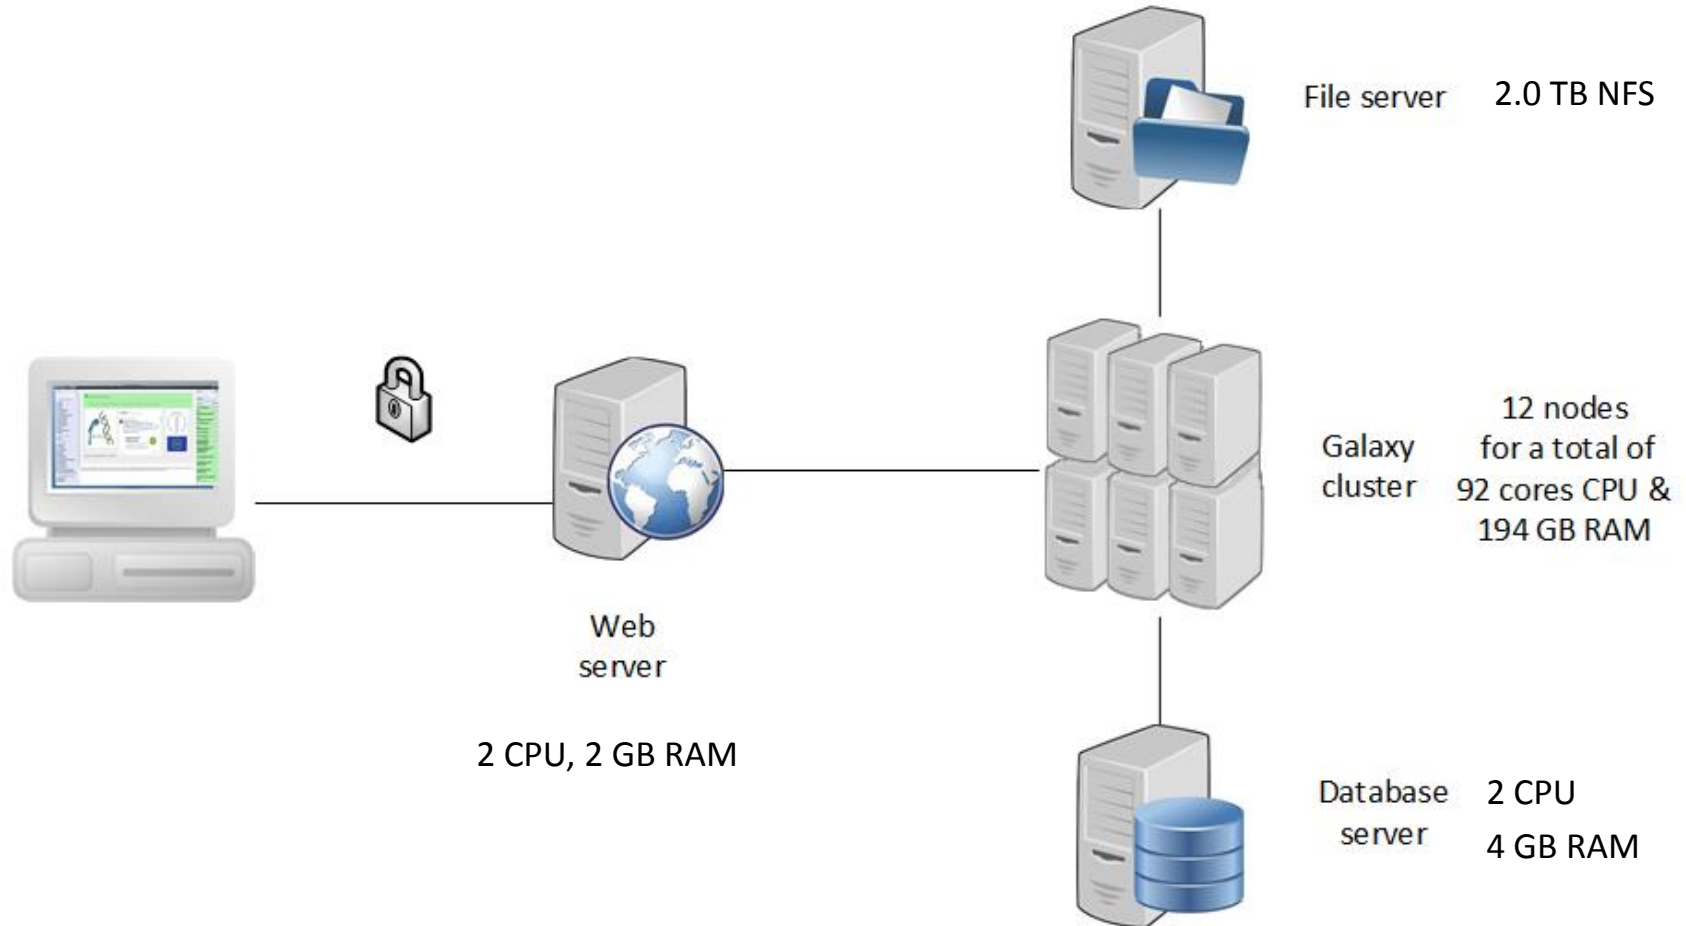 File server 2.0 TB NFS
Galaxy
cluster
12 nodes
for a total of
92 cores CPU &
194 GB RAM
Web
server
2 CPU, 2 GB RAM
Database
server
2 CPU
4 GB RAM